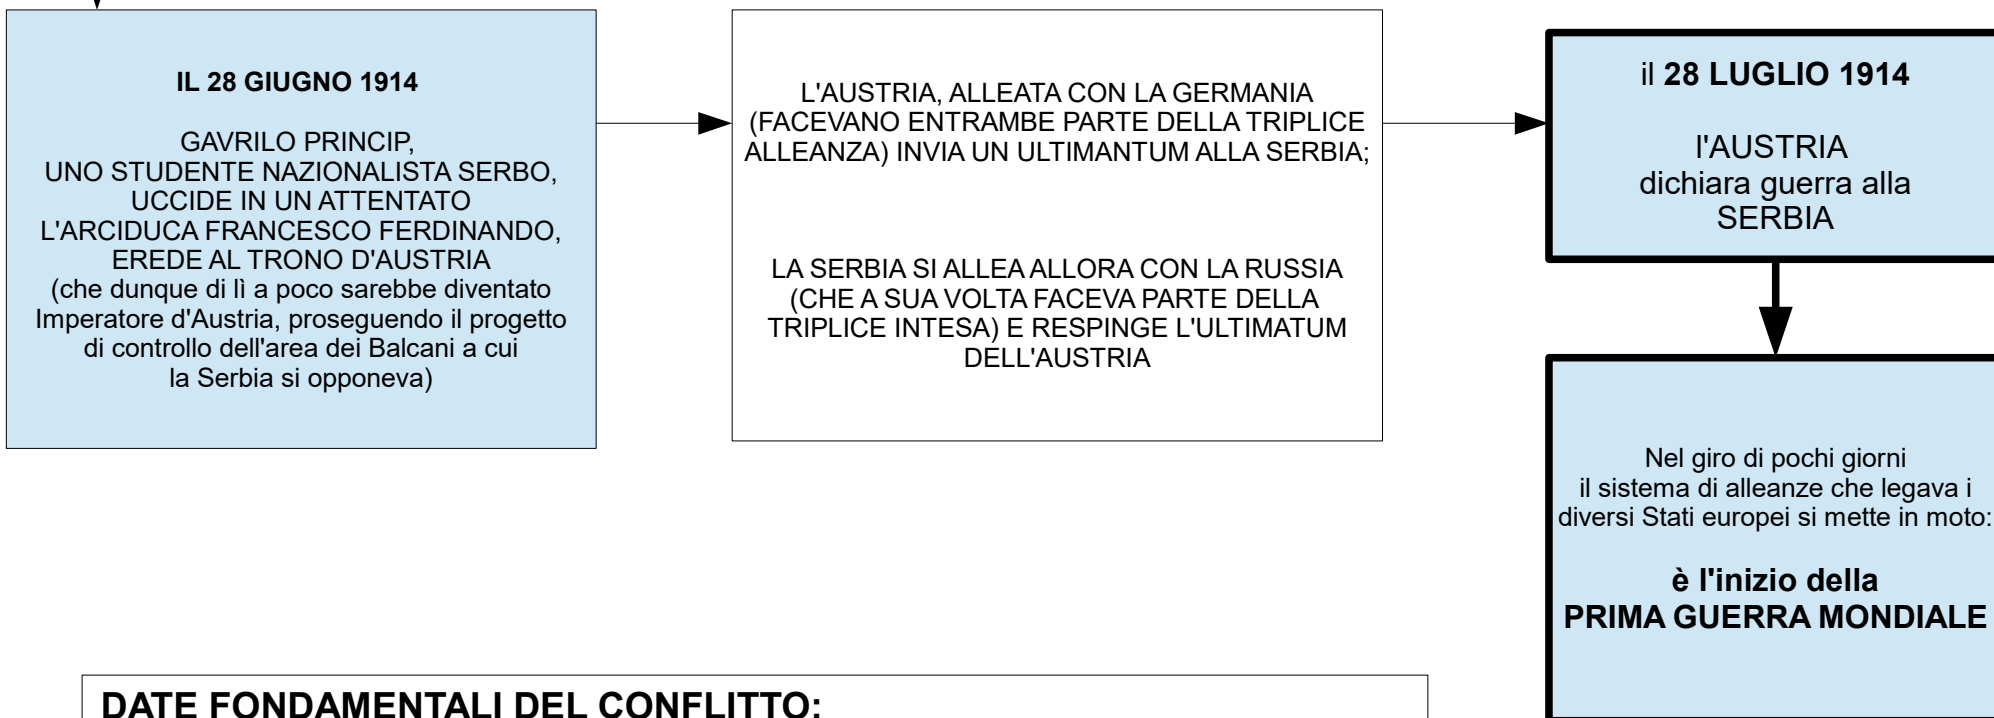 IL 28 GIUGNO 1914
GAVRILO PRINCIP,
UNO STUDENTE NAZIONALISTA SERBO,
UCCIDE IN UN ATTENTATO
L'ARCIDUCA FRANCESCO FERDINANDO,
EREDE AL TRONO D'AUSTRIA
(che dunque di lì a poco sarebbe diventato
Imperatore d'Austria, proseguendo il progetto
di controllo dell'area dei Balcani a cui
la Serbia si opponeva)
L'AUSTRIA, ALLEATA CON LA GERMANIA
(FACEVANO ENTRAMBE PARTE DELLA TRIPLICE
ALLEANZA) INVIA UN ULTIMANTUM ALLA SERBIA;
LA SERBIA SI ALLEA ALLORA CON LA RUSSIA
(CHE A SUA VOLTA FACEVA PARTE DELLA
TRIPLICE INTESA) E RESPINGE L'ULTIMATUM
DELL'AUSTRIA
il 28 LUGLIO 1914
l'AUSTRIA
dichiara guerra alla
SERBIA
Nel giro di pochi giorni
il sistema di alleanze che legava i
diversi Stati europei si mette in moto:
è l'inizio della
PRIMA GUERRA MONDIALE
DATE FONDAMENTALI DEL CONFLITTO: